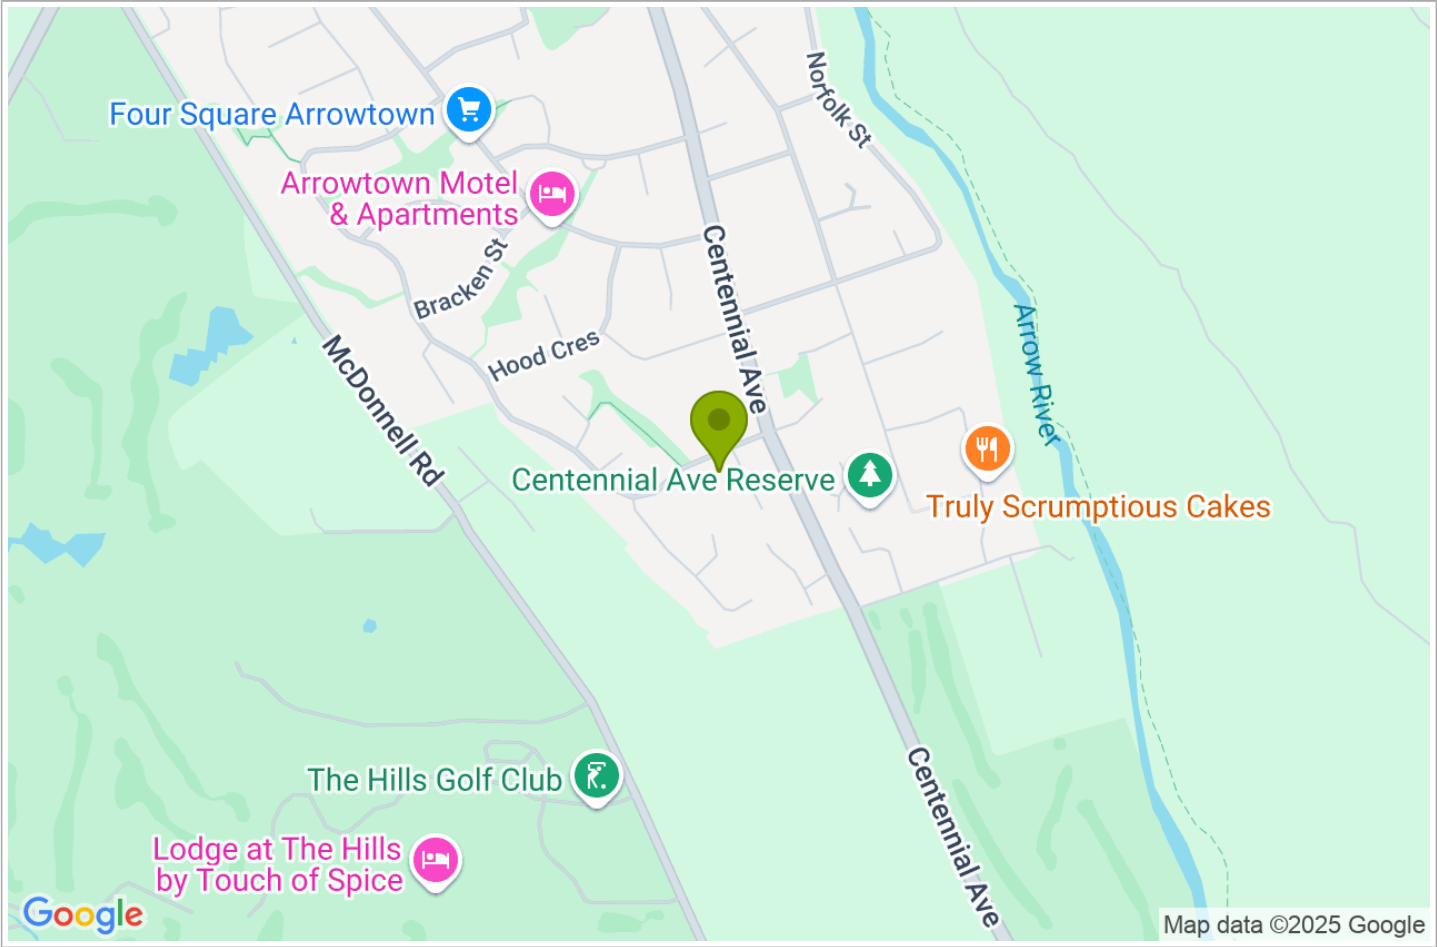 Norfolk St
Four Square Arrowtown
Arrowtown Motel
& Apartments
Bracken St
Centennial Ave
Hood Cres
McDonnell Rd
Arrow River
Centennial Ave Reserve
Truly Scrumptious Cakes
The Hills Golf Club
Centennial Ave
Lodge at The Hills
by Touch of Spice
Google
Map data ©2025 Google